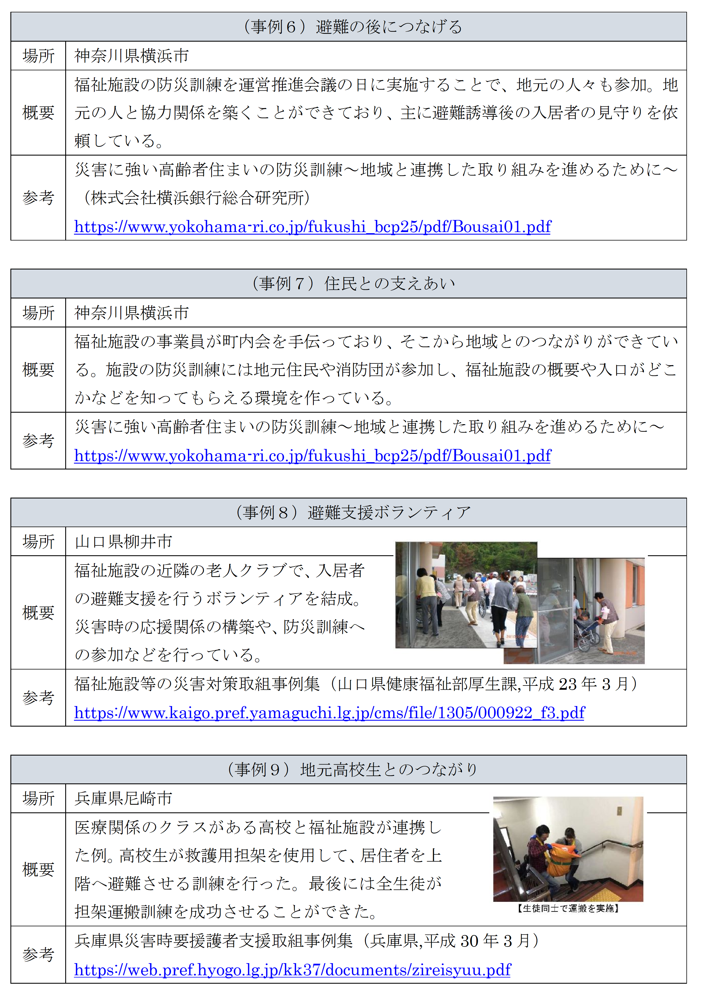 （事例６）避難の後につなげる
場所
神奈川県横浜市
概要
福祉施設の防災訓練を運営推進会議の日に実施することで、地元の人々も参加。地
元の人と協力関係を築くことができており、主に避難誘導後の入居者の見守りを依
頼している。
参考
災害に強い高齢者住まいの防災訓練～地域と連携した取り組みを進めるために～
（株式会社横浜銀行総合研究所）
https://www.yokohama-ri.co.jp/fukushi_bcp25/pdf/Bousai01.pdf
（事例７）住民との支えあい
場所
神奈川県横浜市
概要
福祉施設の事業員が町内会を手伝っており、そこから地域とのつながりができてい
る。施設の防災訓練には地元住民や消防団が参加し、福祉施設の概要や入口がどこ
かなどを知ってもらえる環境を作っている。
参考
災害に強い高齢者住まいの防災訓練～地域と連携した取り組みを進めるために～
https://www.yokohama-ri.co.jp/fukushi_bcp25/pdf/Bousai01.pdf
（事例８）避難支援ボランティア
場所
山口県柳井市
概要
福祉施設の近隣の老人クラブで、入居者
の避難支援を行うボランティアを結成。
災害時の応援関係の構築や、防災訓練へ
の参加などを行っている。
参考
福祉施設等の災害対策取組事例集（山口県健康福祉部厚生課,平成 23 年 3 月）
https://www.kaigo.pref.yamaguchi.lg.jp/cms/file/1305/000922_f3.pdf
（事例９）地元高校生とのつながり
場所
兵庫県尼崎市
概要
医療関係のクラスがある高校と福祉施設が連携し
た例。高校生が救護用担架を使用して、居住者を上
階へ避難させる訓練を行った。最後には全生徒が
担架運搬訓練を成功させることができた。
【生徒同士で運搬を実施】
参考
兵庫県災害時要援護者支援取組事例集（兵庫県,平成 30 年 3 月）
https://web.pref.hyogo.lg.jp/kk37/documents/zireisyuu.pdf